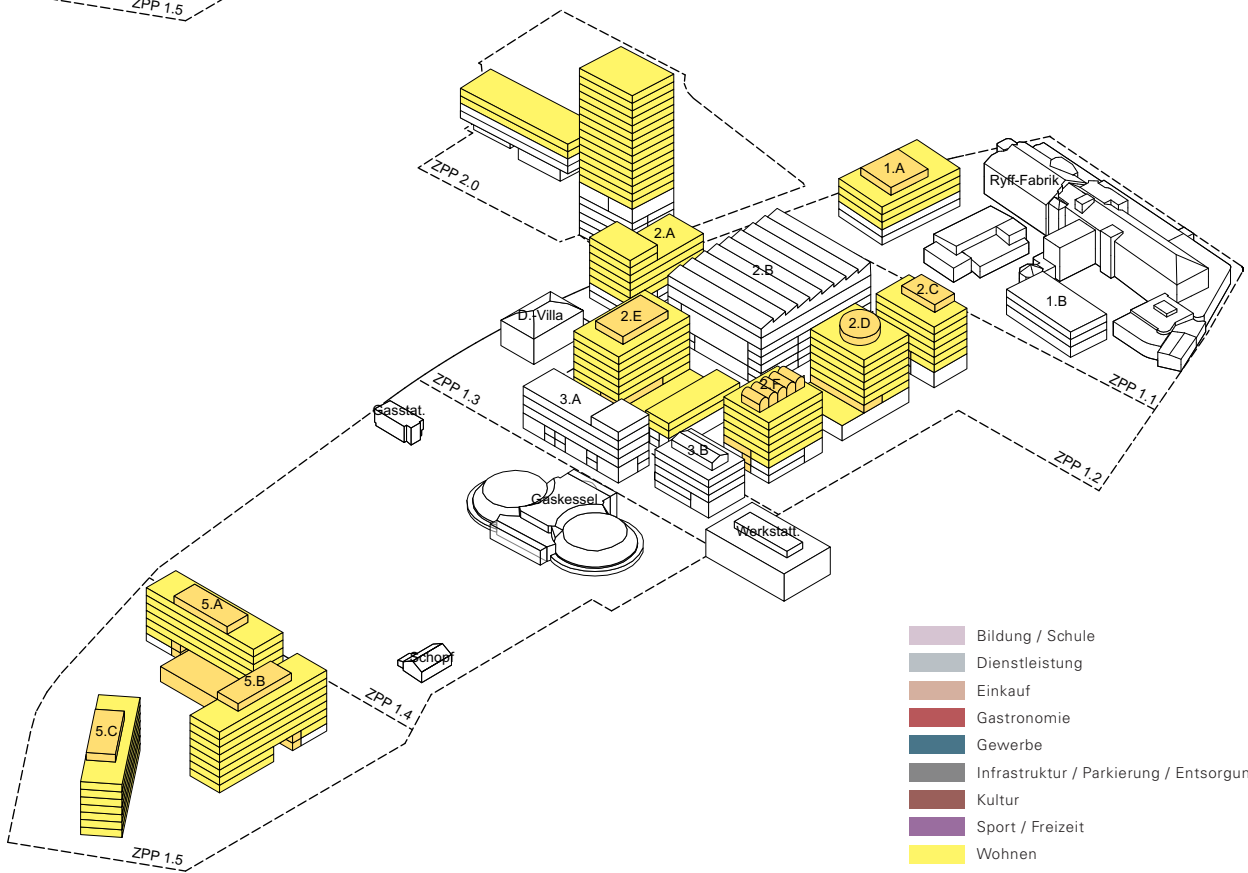 ZPP 1.5
ZPP 2.0
1.A
Ryff-Fabrik
2.A
2.B
2.C
1.B
D.-Villa
2.E
2.D
ZPP 1.1
ZPP 1.3
3.A
2.F
Gasstat.
3.B
ZPP 1.2
Gaskessel
Werkstatt.
5.A
Schopf
5.B
ZPP 1.4
5.C
ZPP 1.5
Bildung / Schule
Dienstleistung
Einkauf
Gastronomie
Gewerbe
Infrastruktur / Parkierung / Entsorgun
Kultur
Sport / Freizeit
Wohnen